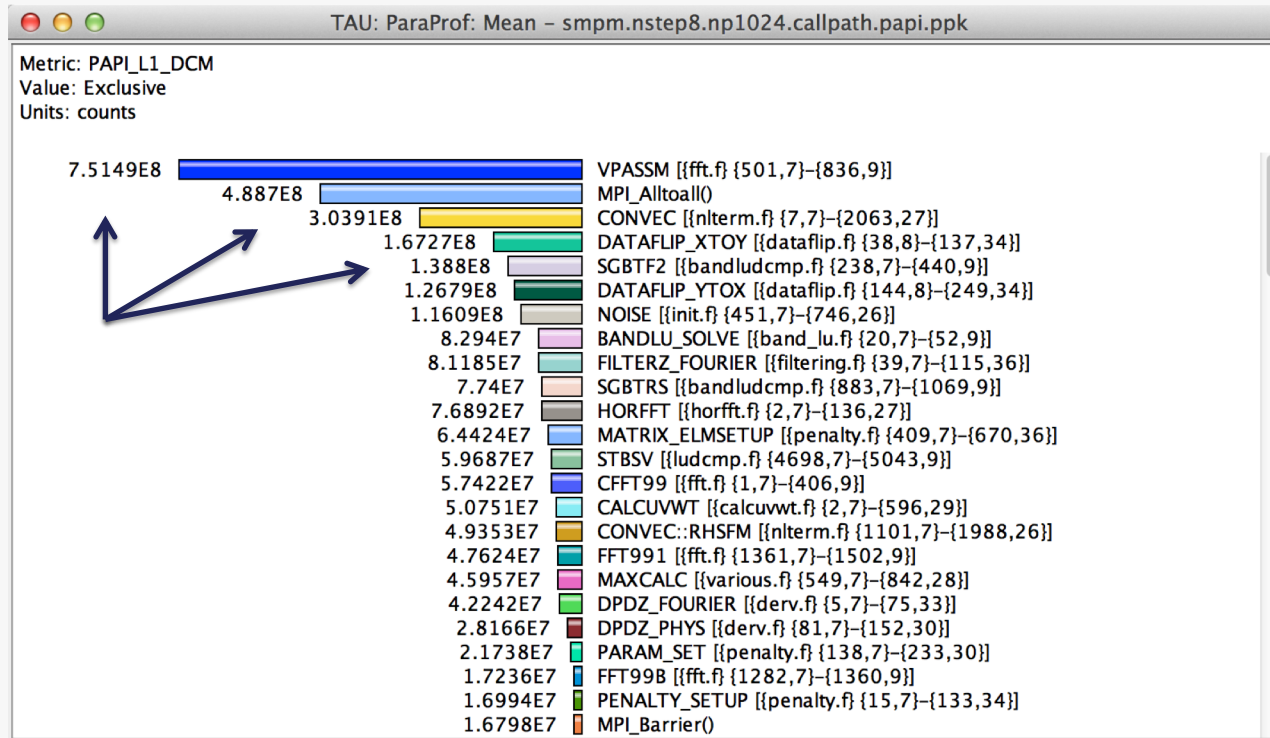 TAU: ParaProf: Mean – smpm.nstep8.np1024.callpath.papi.ppk
Metric: PAPI_L1_DCM
Value: Exclusive
Units: counts
7.5149E8 VPASSM [{fft.f} {501,7}–{836,9}]
4.887E8 MPI_Alltoall()
3.0391E8 CONVEC [{nlterm.f} {7,7}–{2063,27}]
1.6727E8 DATAFLIP_XTOY [{dataflip.f} {38,8}–{137,34}]
1.388E8 SGBTF2 [{bandludcmp.f} {238,7}–{440,9}]
1.2679E8 DATAFLIP_YTOX [{dataflip.f} {144,8}–{249,34}]
1.1609E8 NOISE [{init.f} {451,7}–{746,26}]
8.294E7 BANDLU_SOLVE [{band_lu.f} {20,7}–{52,9}]
8.1185E7 FILTERZ_FOURIER [{filtering.f} {39,7}–{115,36}]
7.74E7 SGBTRS [{bandludcmp.f} {883,7}–{1069,9}]
7.6892E7 HORFFT [{horfft.f} {2,7}–{136,27}]
6.4424E7 MATRIX_ELMSETUP [{penalty.f} {409,7}–{670,36}]
5.9687E7 STBSV [{ludcmp.f} {4698,7}–{5043,9}]
5.7422E7 CFFT99 [{fft.f} {1,7}–{406,9}]
5.0751E7 CALCUVWT [{calcuvwt.f} {2,7}–{596,29}]
4.9353E7 CONVEC::RHSFM [{nlterm.f} {1101,7}–{1988,26}]
4.7624E7 FFT991 [{fft.f} {1361,7}–{1502,9}]
4.5957E7 MAXCALC [{various.f} {549,7}–{842,28}]
4.2242E7 DPDZ_FOURIER [{derv.f} {5,7}–{75,33}]
2.8166E7 DPDZ_PHYS [{derv.f} {81,7}–{152,30}]
2.1738E7 PARAM_SET [{penalty.f} {138,7}–{233,30}]
1.7236E7 FFT99B [{fft.f} {1282,7}–{1360,9}]
1.6994E7 PENALTY_SETUP [{penalty.f} {15,7}–{133,34}]
1.6798E7 MPI_Barrier()